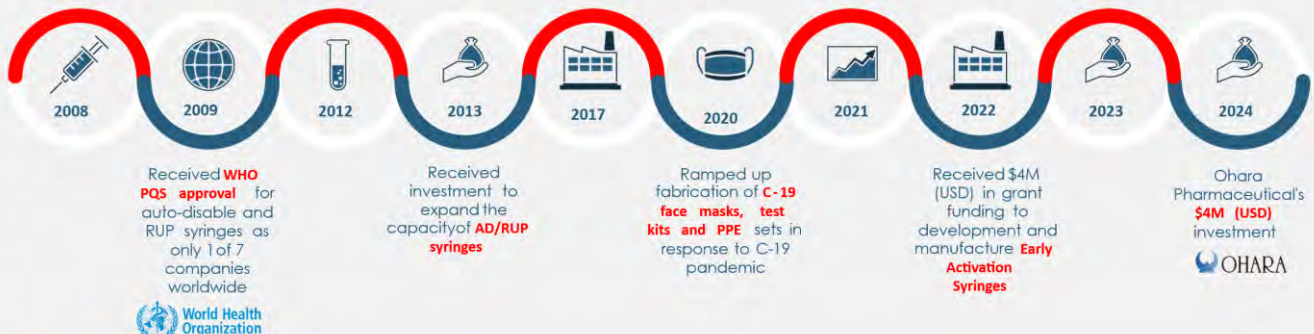 2008
2009
2012
2013
2017
2020
2021
2022
2023
2024
Received WHO
PQS approval for
auto-disable and
RUP syringes as
only 1 of 7
companies
worldwide
World Health
Organization
Received
investment to
expand the
capacityof AD/RUP
syringes
Ramped up
fabrication of C-19
face masks, test
kits and PPE sets in
response to C-19
pandemic
Received $4M
(USD) in grant
funding to
development and
manufacture Early
Activation
Syringes
Ohara
Pharmaceutical's
$4M (USD)
investment
OHARA